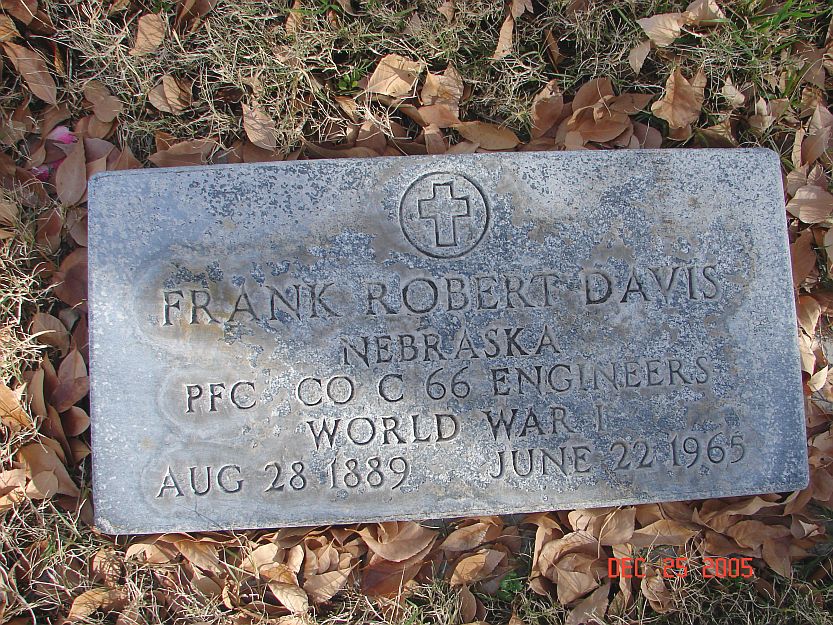 FRANK ROBERT DAVIS
NEBRASKA
PFC CO C 66 ENGINEERS
WORLD WAR I
AUG 28 1889 JUNE 22 1965
DEC 25 2005